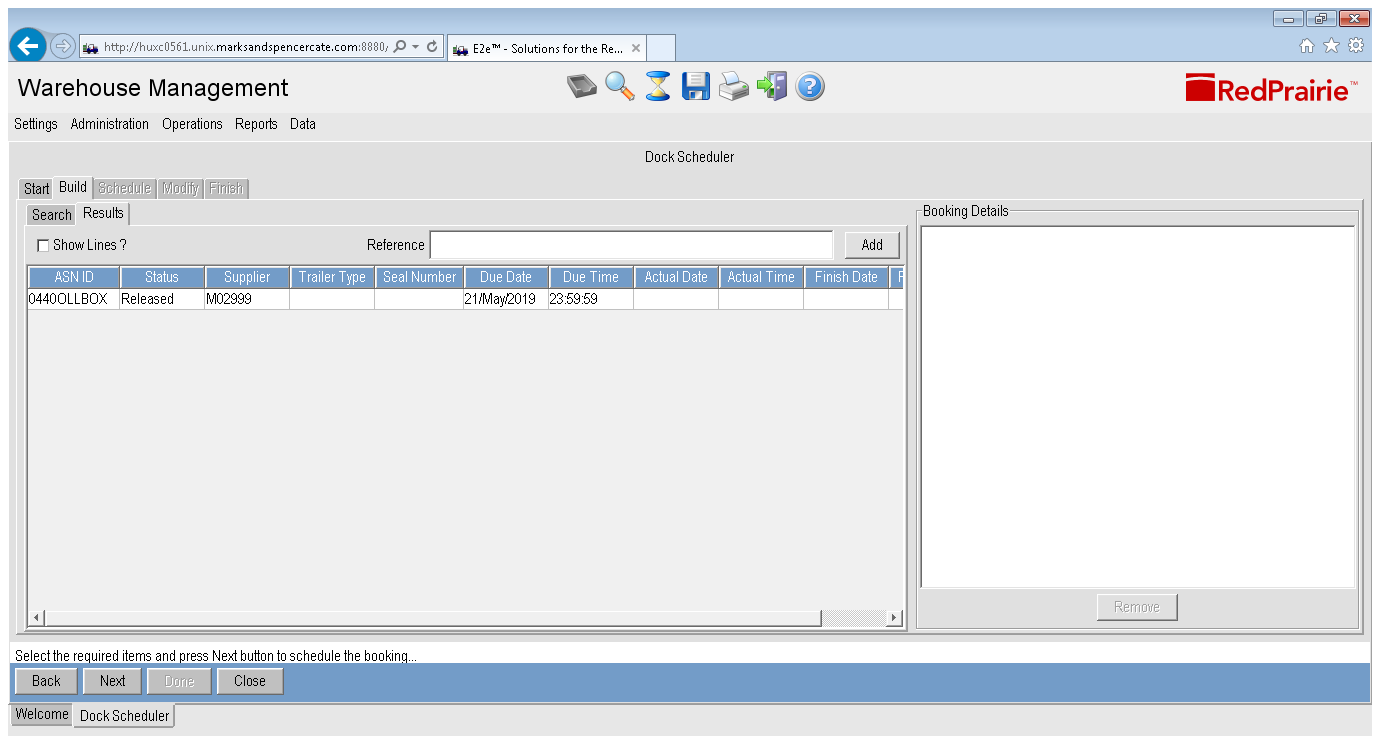 http://huxc0561.unix.marksandspencercate.com:8880,
E2e™ - Solutions for the Re...
Warehouse Management
RedPrairie™
Settings Administration Operations Reports Data
Dock Scheduler
Start Build Schedule Modify Finish
Search Results
Booking Details
Show Lines ? Reference Add
ASN ID Status Supplier Trailer Type Seal Number Due Date Due Time Actual Date Actual Time Finish Date
0440OLLBOX Released M02999 21/May/2019 23:59:59
Remove
Select the required items and press Next button to schedule the booking...
Back Next Done Close
Welcome Dock Scheduler